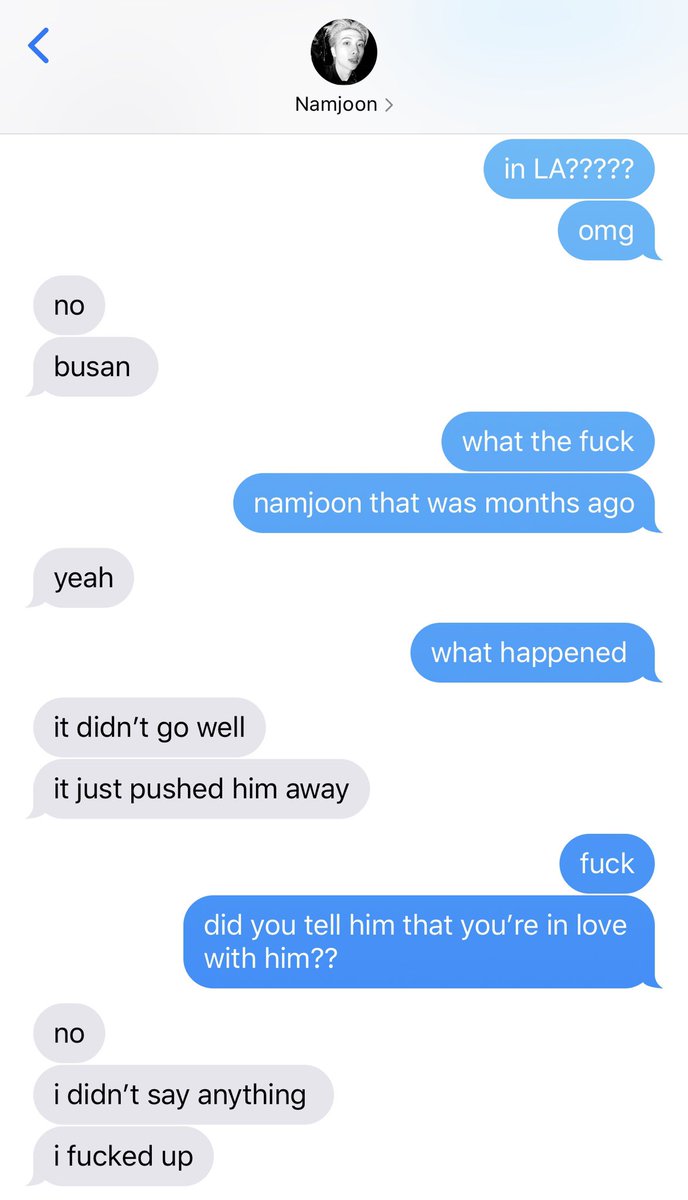 Namjoon
in LA?????
omg
no
busan
what the fuck
namjoon that was months ago
yeah
what happened
it didn’t go well
it just pushed him away
fuck
did you tell him that you’re in love
with him??
no
i didn’t say anything
i fucked up